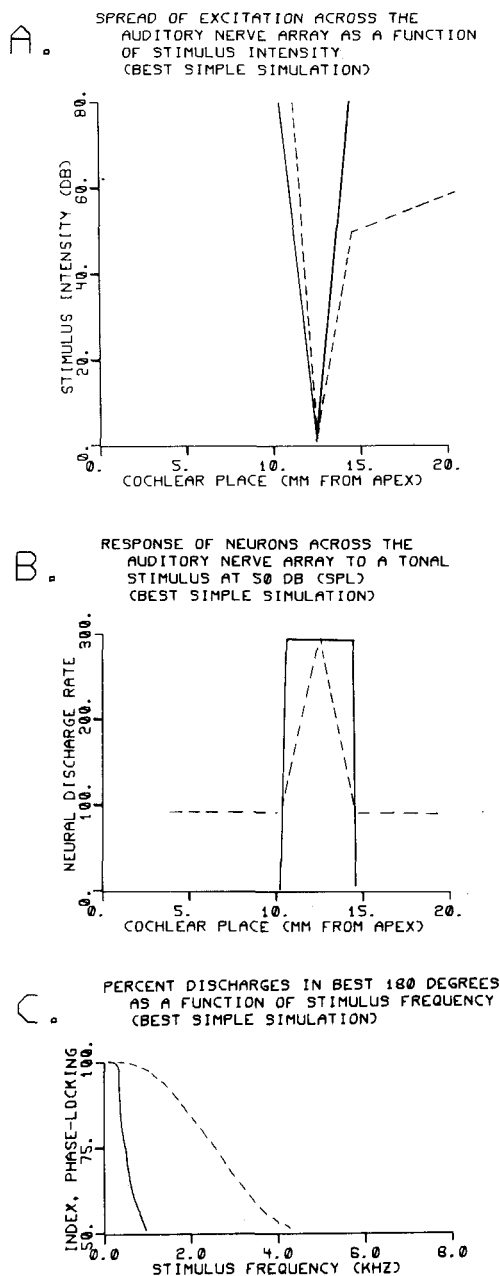 A.
SPREAD OF EXCITATION ACROSS THE
AUDITORY NERVE ARRAY AS A FUNCTION
OF STIMULUS INTENSITY
(BEST SIMPLE SIMULATION)
STIMULUS INTENSITY (DB)
80.
60.
40.
20.
0.
0. 5. 10. 15. 20.
COCHLEAR PLACE (MM FROM APEX)
B.
RESPONSE OF NEURONS ACROSS THE
AUDITORY NERVE ARRAY TO A TONAL
STIMULUS AT 50 DB (SPL)
(BEST SIMPLE SIMULATION)
NEURAL DISCHARGE RATE
300.
200.
100.
0.
0. 5. 10. 15. 20.
COCHLEAR PLACE (MM FROM APEX)
C.
PERCENT DISCHARGES IN BEST 180 DEGREES
AS A FUNCTION OF STIMULUS FREQUENCY
(BEST SIMPLE SIMULATION)
INDEX, PHASE-LOCKING
100.
75.
50.
0.0 2.0 4.0 6.0 8.0
STIMULUS FREQUENCY (KHZ)